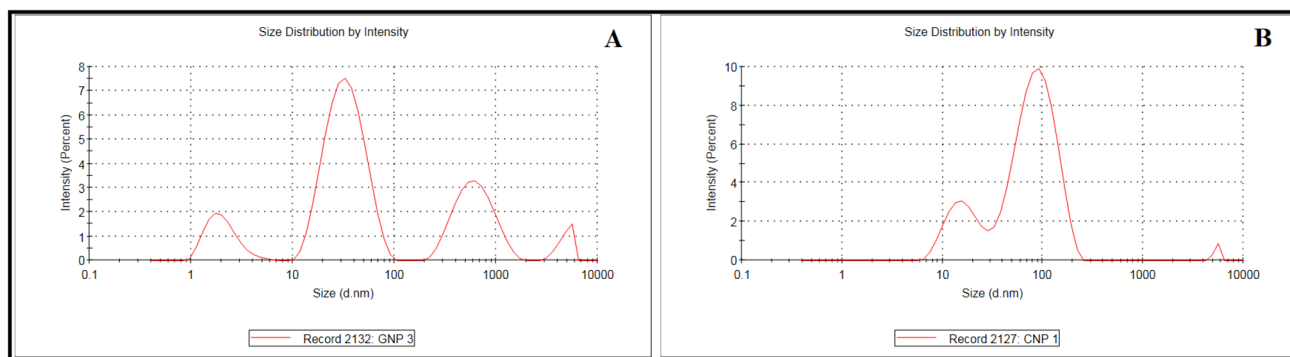 Size Distribution by Intensity
A
Intensity (Percent)
8
7
6
5
4
3
2
1
0
0.1
1
10
100
1000
10000
Size (d.nm)
Record 2132: GNP 3
Size Distribution by Intensity
B
Intensity (Percent)
10
8
6
4
2
0
0.1
1
10
100
1000
10000
Size (d.nm)
Record 2127: CNP 1